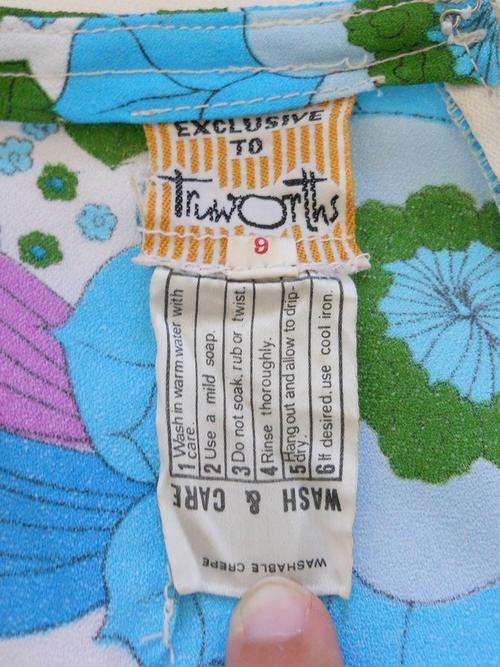 EXCLUSIVE
TO
truworths
9
1 Wash in warm water with
care.
2 Use a mild soap.
3 Do not soak, rub or twist.
4 Rinse thoroughly.
5 Hang out and allow to drip-
dry.
6 If desired, use cool iron.
WASH & CARE
WASHABLE CREPE